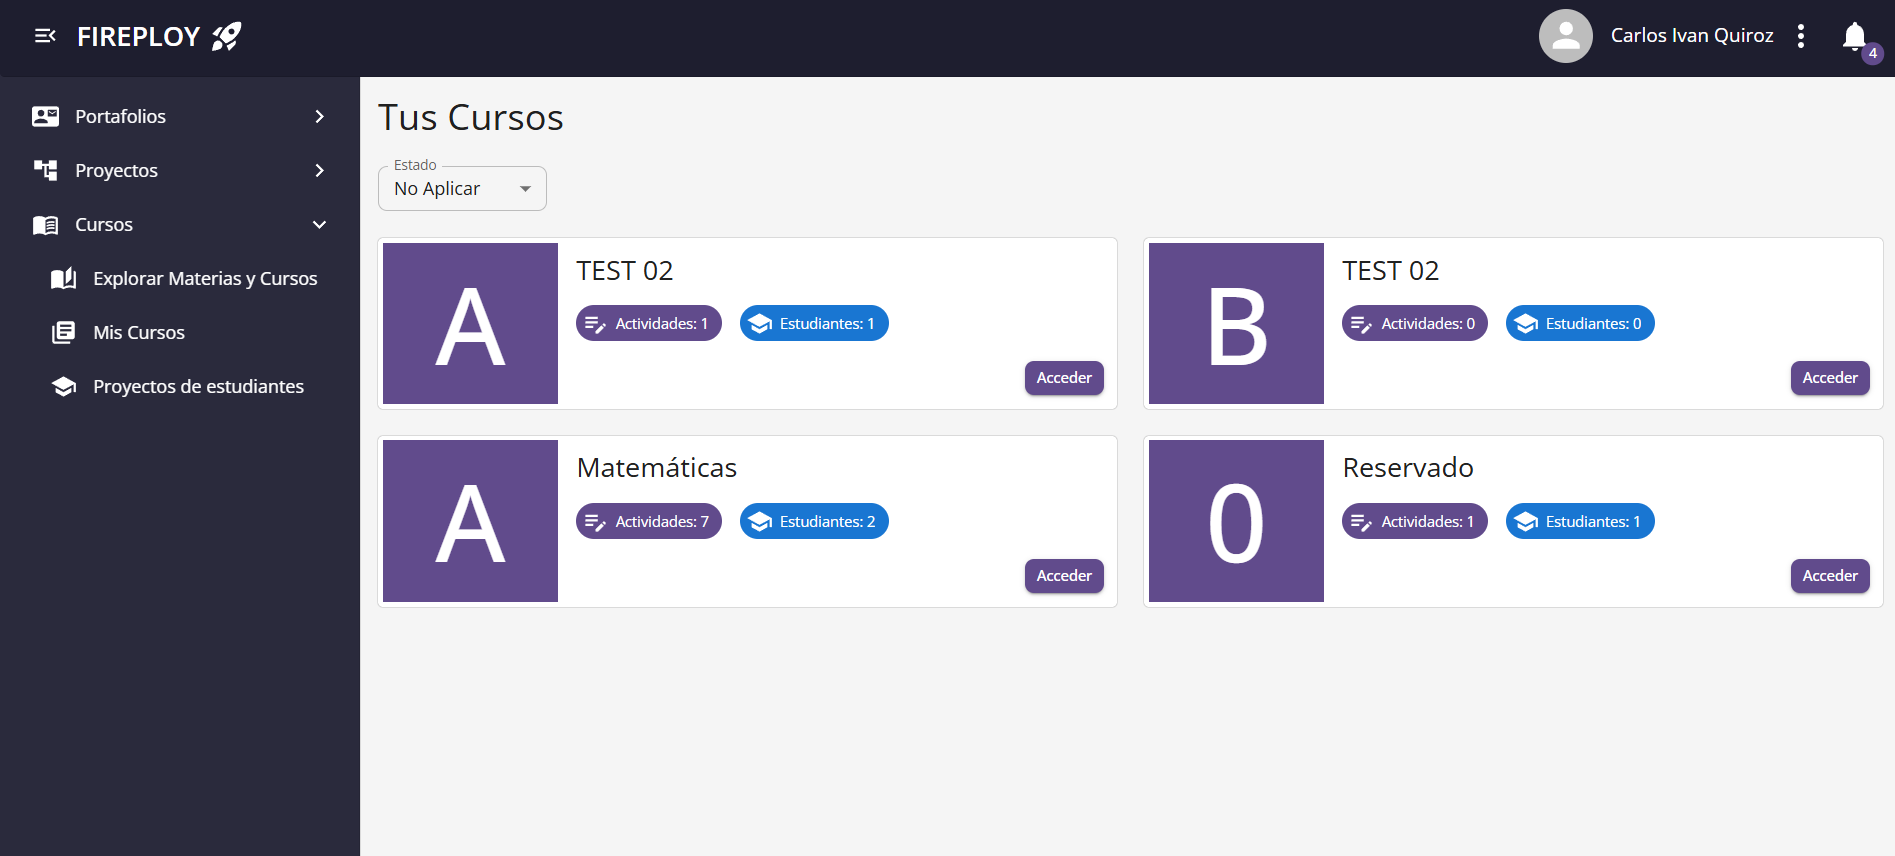 FIREPLOY
Carlos Ivan Quiroz
4
Portafolios
Proyectos
Cursos
Explorar Materias y Cursos
Mis Cursos
Proyectos de estudiantes
Tus Cursos
Estado
No Aplicar
A
TEST 02
Actividades: 1
Estudiantes: 1
Acceder
B
TEST 02
Actividades: 0
Estudiantes: 0
Acceder
A
Matemáticas
Actividades: 7
Estudiantes: 2
Acceder
0
Reservado
Actividades: 1
Estudiantes: 1
Acceder